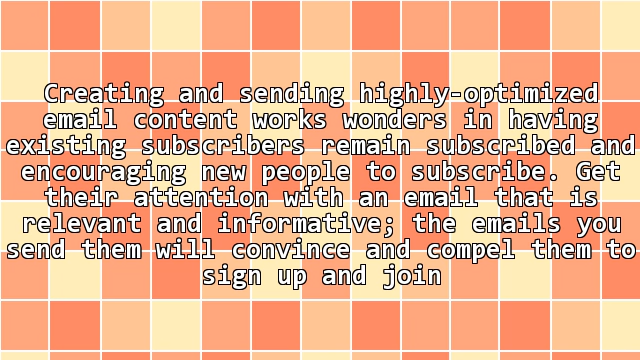 Creating and sending highly-optimized
email content works wonders in having
existing subscribers remain subscribed and
encouraging new people to subscribe. Get
their attention with an email that is
relevant and informative; the emails you
send them will convince and compel them to
sign up and join